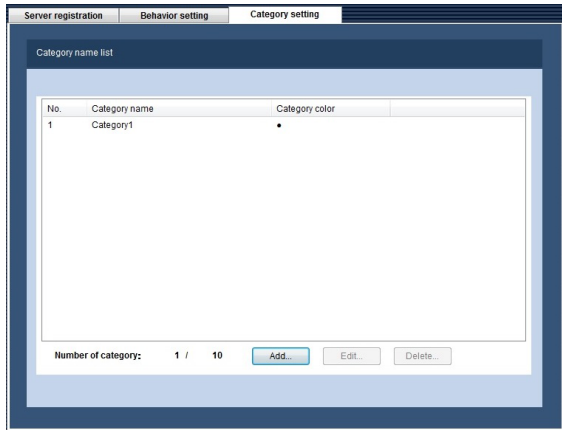 Server registration Behavior setting Category setting
Category name list
No. Category name Category color
1 Category1 ●
Number of category: 1 / 10 Add... Edit... Delete...